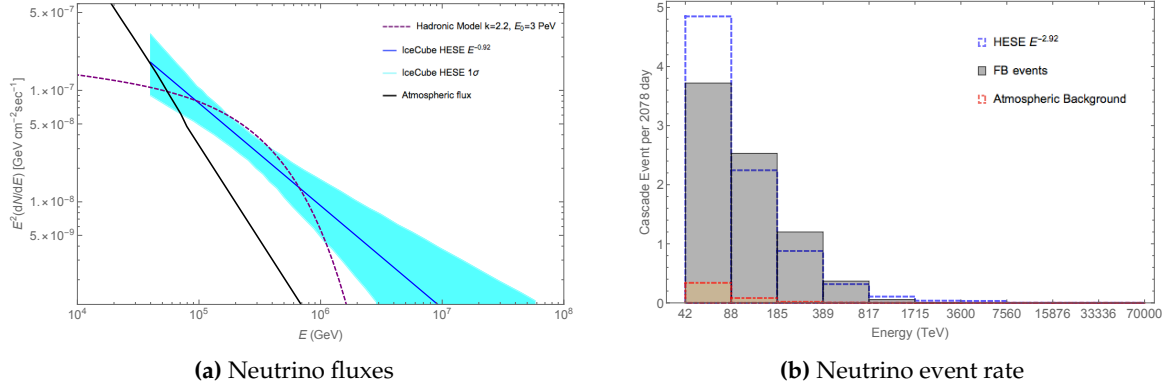 5.×10⁻⁷
1.×10⁻⁷
5.×10⁻⁸
1.×10⁻⁸
5.×10⁻⁹
E²(dN/dE) [GeV cm⁻²sec⁻¹]
Hadronic Model k=2.2, E₀=3 PeV
IceCube HESE E⁻⁰·⁹²
IceCube HESE 1σ
Atmospheric flux
10⁴ 10⁵ 10⁶ 10⁷ 10⁸
E (GeV)
(a) Neutrino fluxes
5
4
3
2
1
0
Cascade Event per 2078 day
HESE E⁻²·⁹²
FB events
Atmospheric Background
42 88 185 389 817 1715 3600 7560 15876 33336 70000
Energy (TeV)
(b) Neutrino event rate